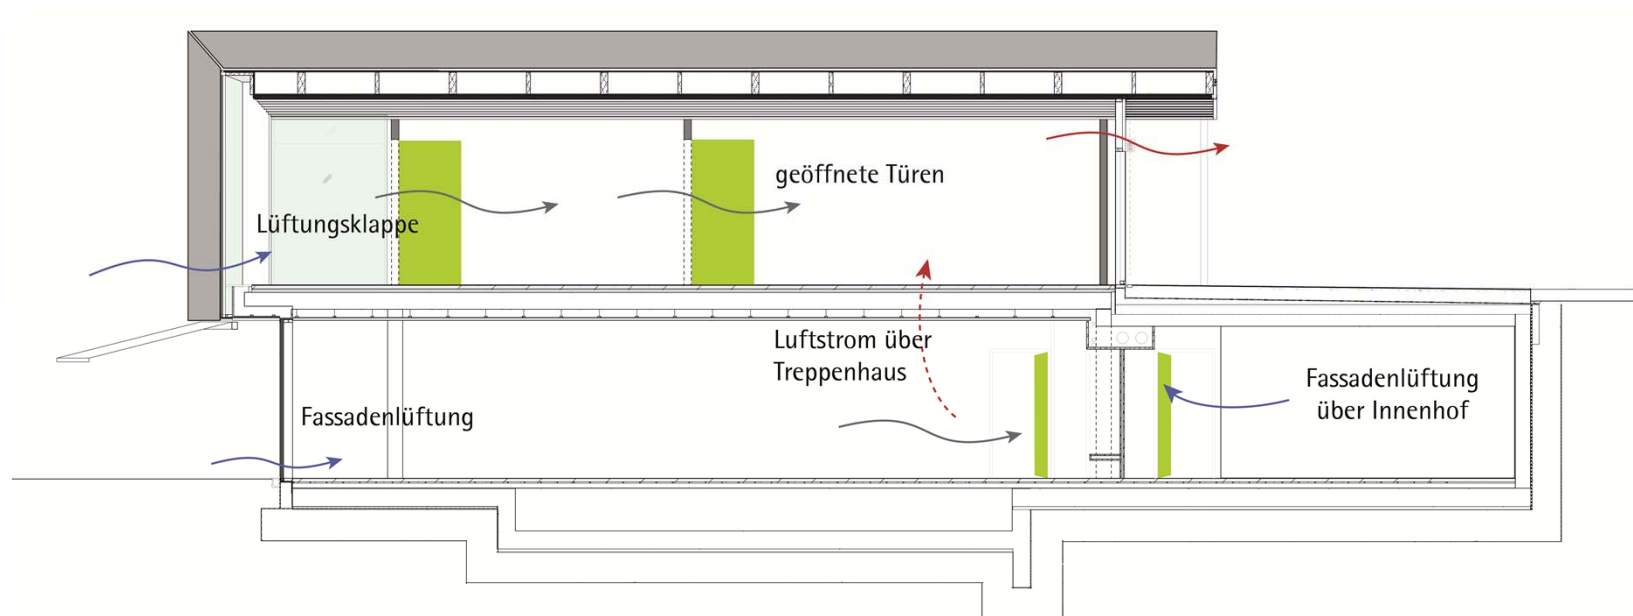 geöffnete Türen
Lüftungsklappe
Luftstrom über
Treppenhaus
Fassadenlüftung
über Innenhof
Fassadenlüftung